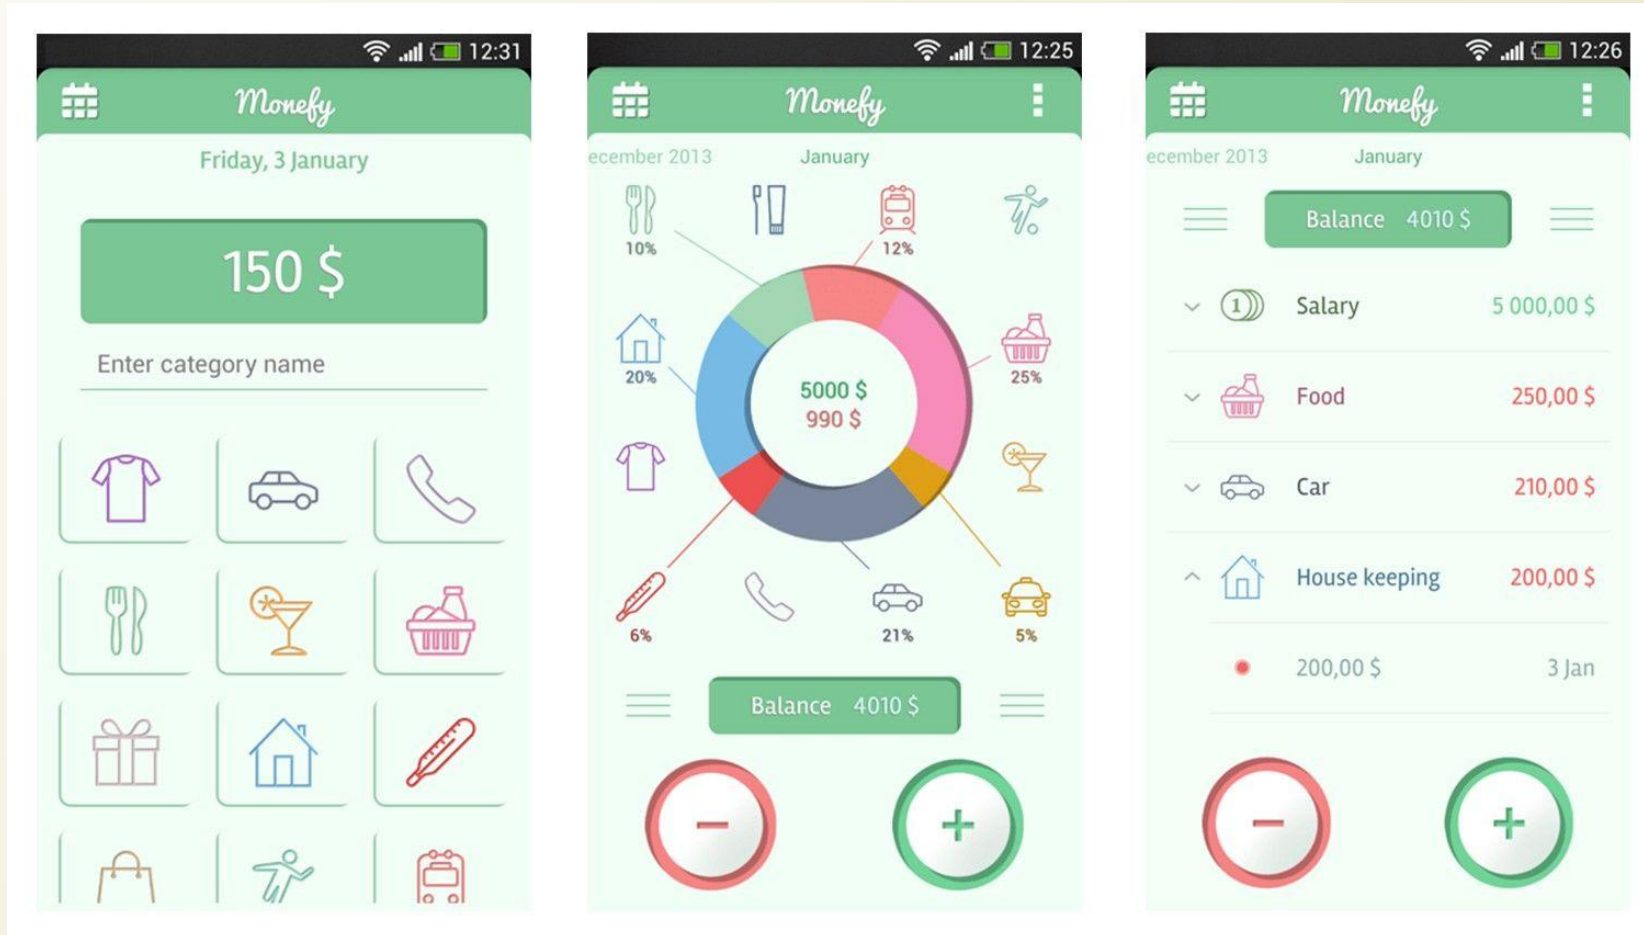 12:31
Monefy
Friday, 3 January
150 $
Enter category name
12:25
Monefy
ecember 2013 January
10%
12%
20%
25%
5000 $
990 $
6%
21%
5%
Balance 4010 $
12:26
Monefy
ecember 2013 January
Balance 4010 $
1 Salary 5 000,00 $
Food 250,00 $
Car 210,00 $
House keeping 200,00 $
200,00 $ 3 Jan